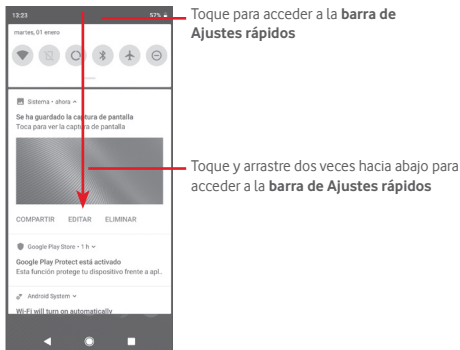 13:23
57%
Toque para acceder a la barra de
Ajustes rápidos
martes, 01 enero
Sistema • ahora
Se ha guardado la captura de pantalla
Toca para ver la captura de pantalla
Toque y arrastre dos veces hacia abajo para
acceder a la barra de Ajustes rápidos
COMPARTIR EDITAR ELIMINAR
Google Play Store • 1 h
Google Play Protect está activado
Esta función protege tu dispositivo frente a apl..
Android System
Wi-Fi will turn on automatically